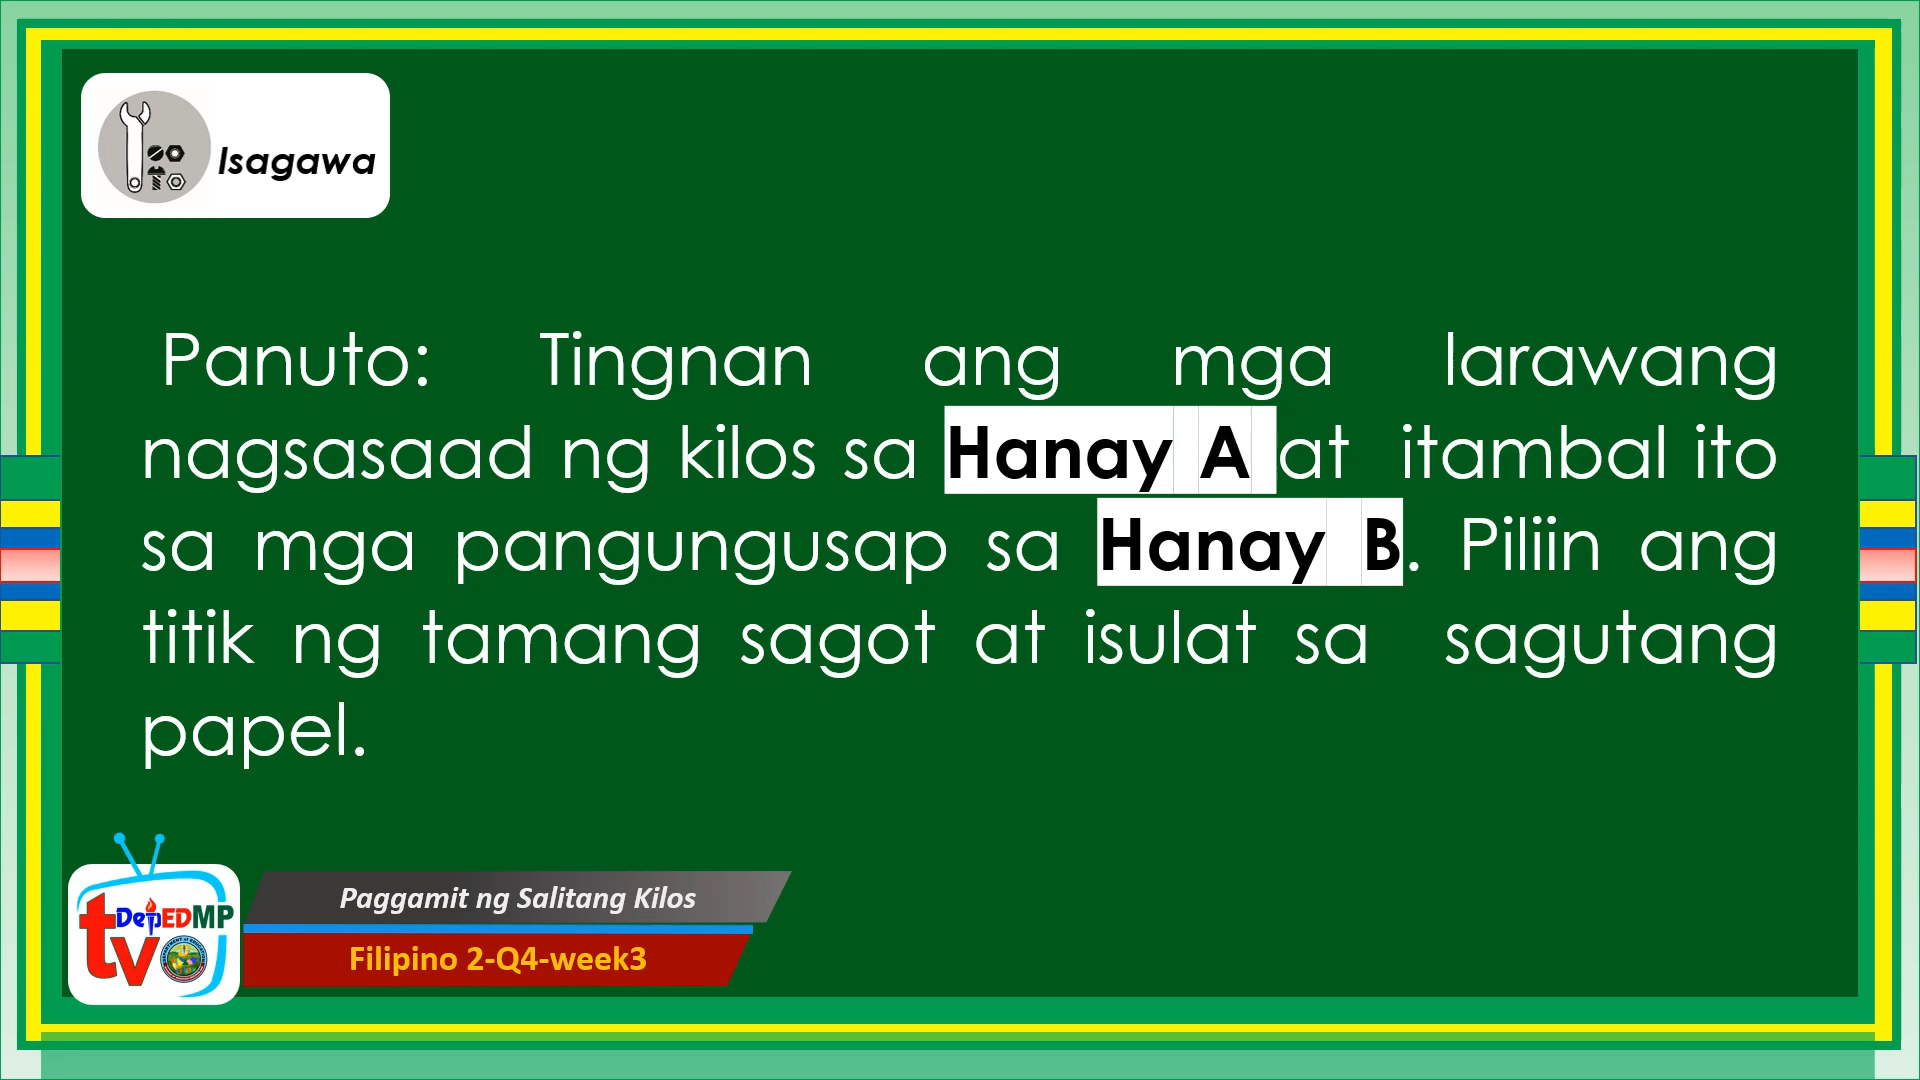 Isagawa
Panuto: Tingnan ang mga larawang
nagsasaad ng kilos sa Hanay A at itambal ito
sa mga pangungusap sa Hanay B. Piliin ang
titik ng tamang sagot at isulat sa sagutang
papel.
DepEDMP
tv
Paggamit ng Salitang Kilos
Filipino 2-Q4-week3